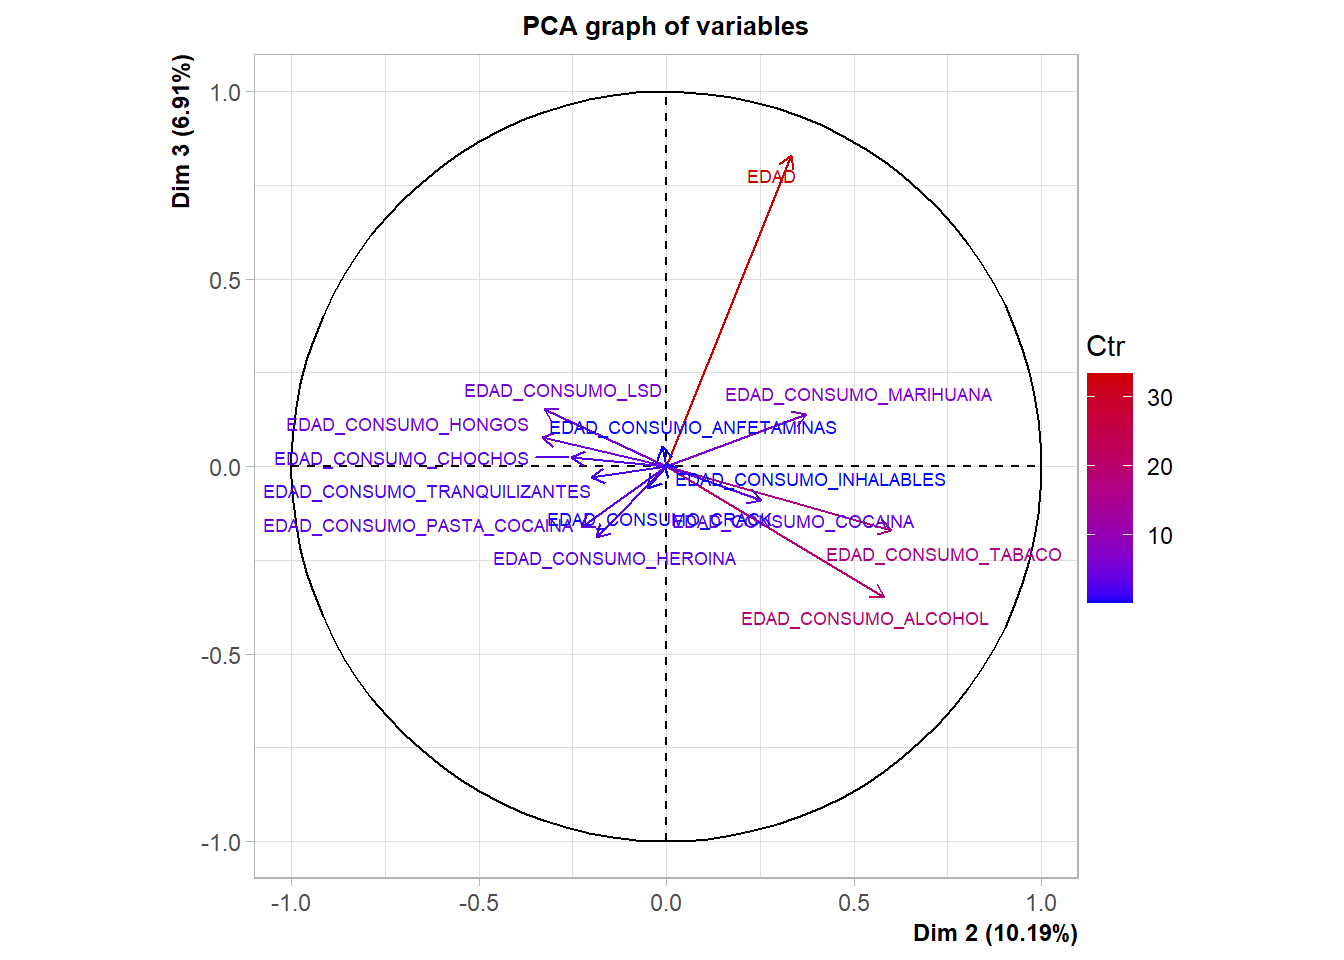 PCA graph of variables
Dim 3 (6.91%)
1.0
0.5
0.0
-0.5
-1.0
EDAD
EDAD_CONSUMO_LSD
EDAD_CONSUMO_MARIHUANA
EDAD_CONSUMO_HONGOS
EDAD_CONSUMO_ANFETAMINAS
EDAD_CONSUMO_CHOCHOS
EDAD_CONSUMO_INHALABLES
EDAD_CONSUMO_TRANQUILIZANTES
EDAD_CONSUMO_CRACK
EDAD_CONSUMO_COCAINA
EDAD_CONSUMO_PASTA_COCAINA
EDAD_CONSUMO_TABACO
EDAD_CONSUMO_HEROINA
EDAD_CONSUMO_ALCOHOL
Ctr
30
20
10
-1.0
-0.5
0.0
0.5
1.0
Dim 2 (10.19%)